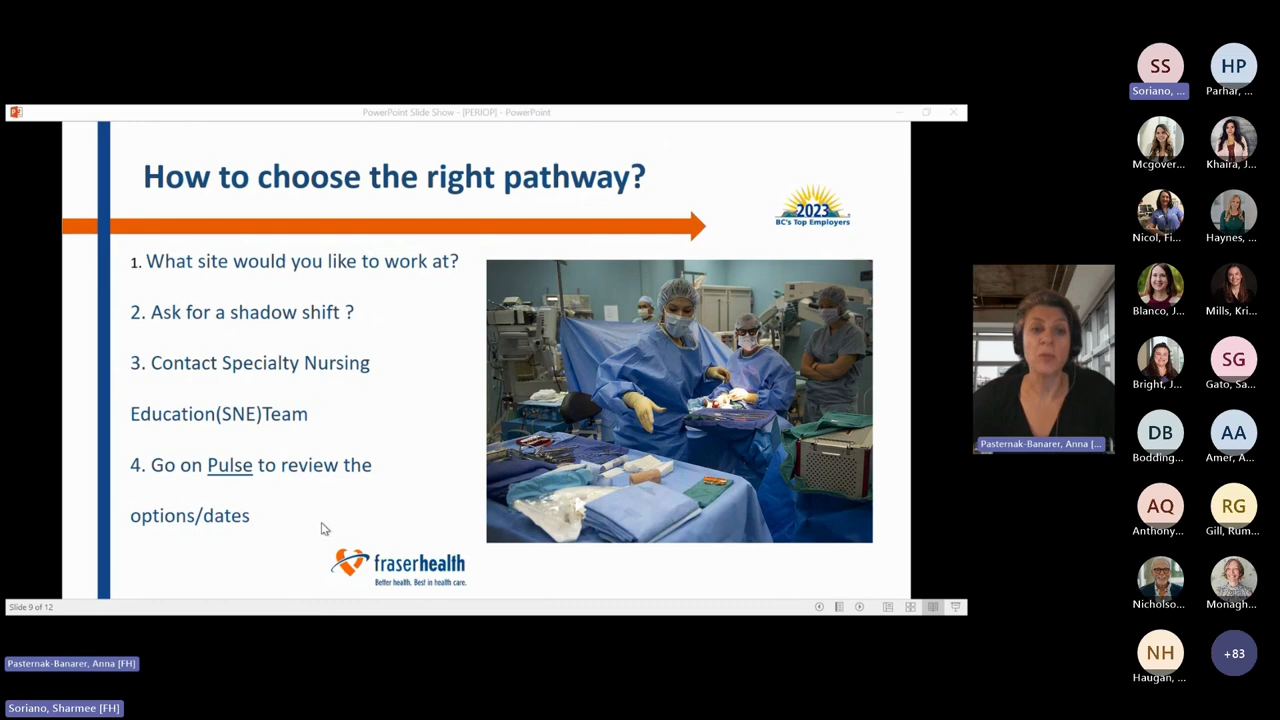 PowerPoint Slide Show - [PERIOP] - PowerPoint
How to choose the right pathway?
2023
BC's Top Employers
1. What site would you like to work at?
2. Ask for a shadow shift ?
3. Contact Specialty Nursing
Education(SNE)Team
4. Go on Pulse to review the
options/dates
fraserhealth
Better health. Best in health care.
Slide 9 of 12
Pasternak-Banarer, Anna [FH]
Soriano, Sharmee [FH]
Pasternak-Banarer, Anna [...
SS
HP
Soriano, ...
Parhar, ...
Mcgover...
Khaira, J...
Nicol, Fi...
Haynes, ...
Blanco, J...
Mills, Kri...
SG
Bright, J...
Gato, Sa...
DB
AA
Bodding...
Amer, A...
AQ
RG
Anthony...
Gill, Rum...
Nicholso...
Monagh...
NH
+83
Haugan, ...